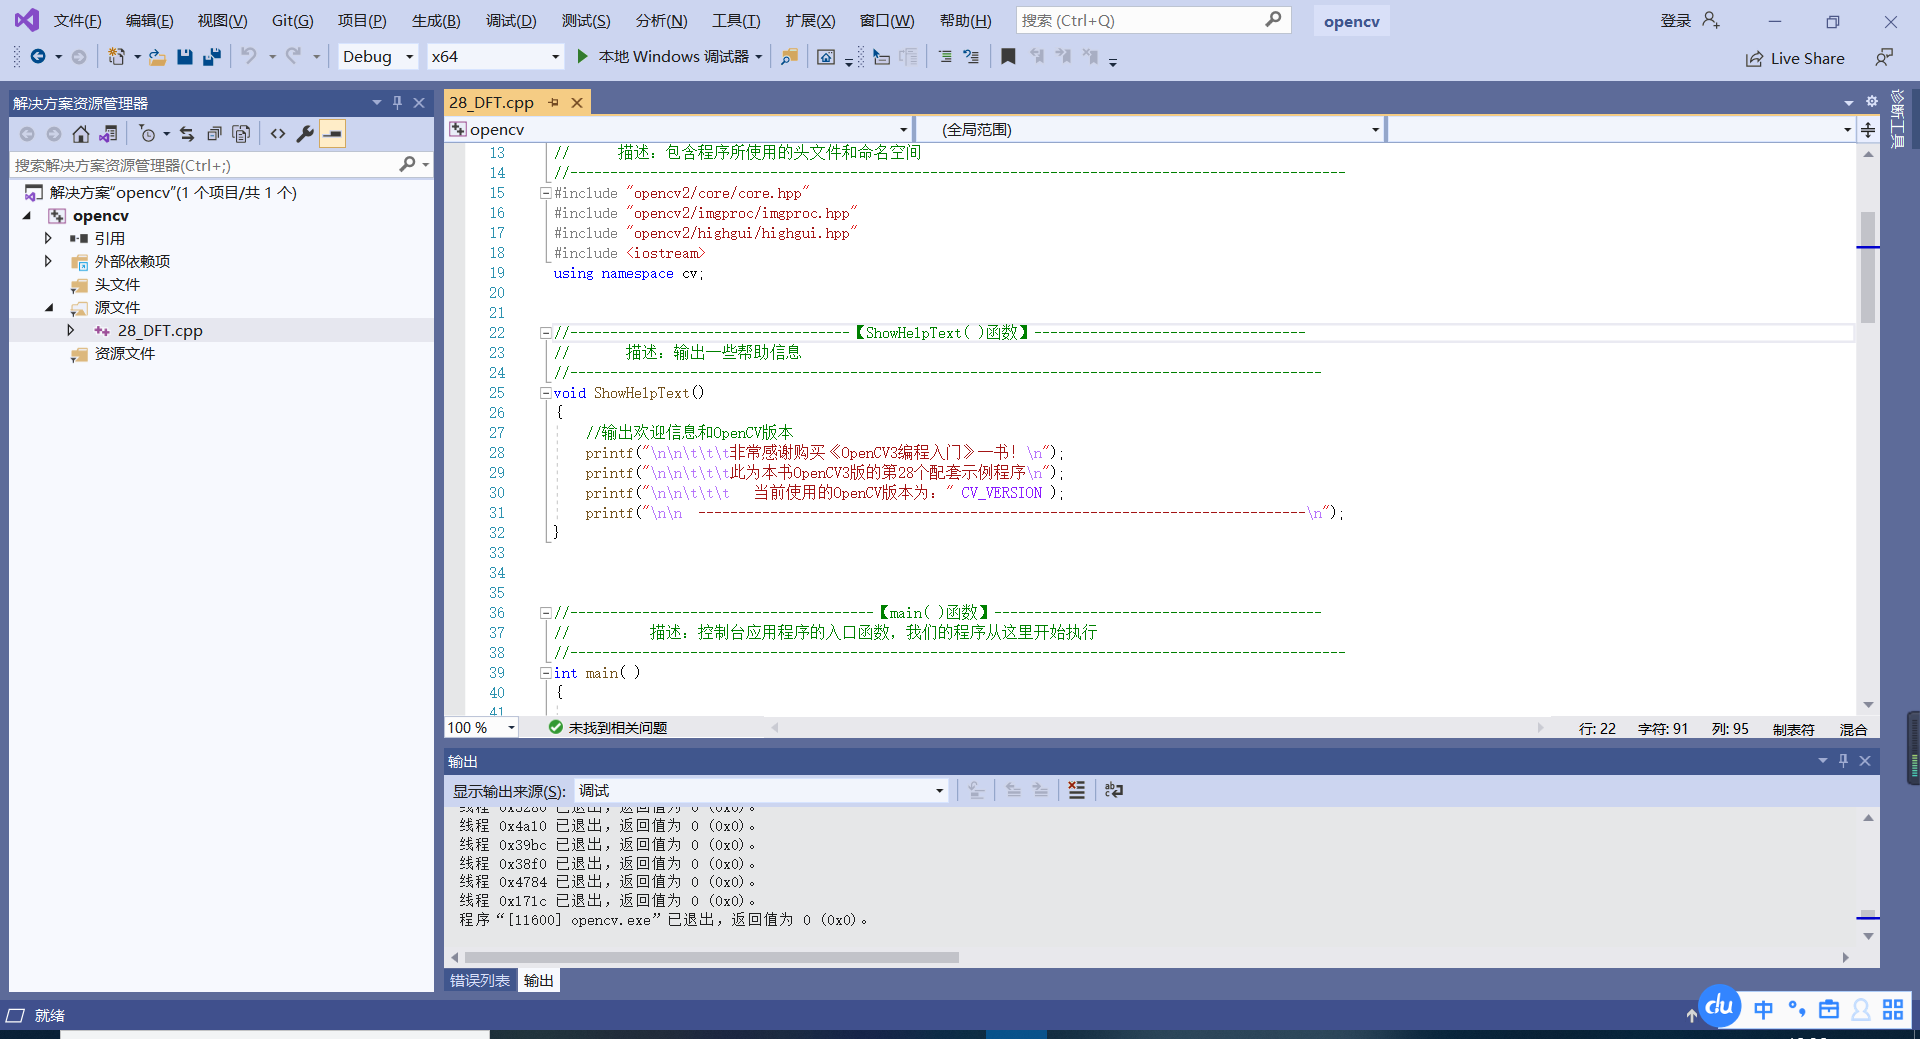 文件(F) 编辑(E) 视图(V) Git(G) 项目(P) 生成(B) 调试(D) 测试(S) 分析(N) 工具(T) 扩展(X) 窗口(W) 帮助(H) 搜索 (Ctrl+Q) opencv 登录
Debug x64 本地 Windows 调试器 Live Share
解决方案资源管理器
搜索解决方案资源管理器(Ctrl+;)
解决方案"opencv"(1 个项目/共 1 个)
opencv
引用
外部依赖项
头文件
源文件
28_DFT.cpp
资源文件
28_DFT.cpp
opencv (全局范围)
13 // 描述：包含程序所使用的头文件和命名空间
14 //-------------------------------------------------------------------------------------------------
15 #include "opencv2/core/core.hpp"
16 #include "opencv2/imgproc/imgproc.hpp"
17 #include "opencv2/highgui/highgui.hpp"
18 #include <iostream>
19 using namespace cv;
20
21
22 //-----------------------------------【ShowHelpText( )函数】----------------------------------
23 // 描述：输出一些帮助信息
24 //----------------------------------------------------------------------------------------------
25 void ShowHelpText()
26 {
27 //输出欢迎信息和OpenCV版本
28 printf("\n\n\t\t\t非常感谢购买《OpenCV3编程入门》一书！\n");
29 printf("\n\n\t\t\t此为本书OpenCV3版的第28个配套示例程序\n");
30 printf("\n\n\t\t\t   当前使用的OpenCV版本为：" CV_VERSION );
31 printf("\n\n  ----------------------------------------------------------------------------\n");
32 }
33
34
35
36 //--------------------------------------【main( )函数】-----------------------------------------
37 // 描述：控制台应用程序的入口函数，我们的程序从这里开始执行
38 //-------------------------------------------------------------------------------------------------
39 int main( )
40 {
41
100 % 未找到相关问题 行: 22 字符: 91 列: 95 制表符 混合
输出
显示输出来源(S): 调试
线程 0x3280 已退出，返回值为 0 (0x0)。
线程 0x4a10 已退出，返回值为 0 (0x0)。
线程 0x39bc 已退出，返回值为 0 (0x0)。
线程 0x38f0 已退出，返回值为 0 (0x0)。
线程 0x4784 已退出，返回值为 0 (0x0)。
线程 0x171c 已退出，返回值为 0 (0x0)。
程序“[11600] opencv.exe”已退出，返回值为 0 (0x0)。
错误列表 输出
就绪
诊断工具
du 中